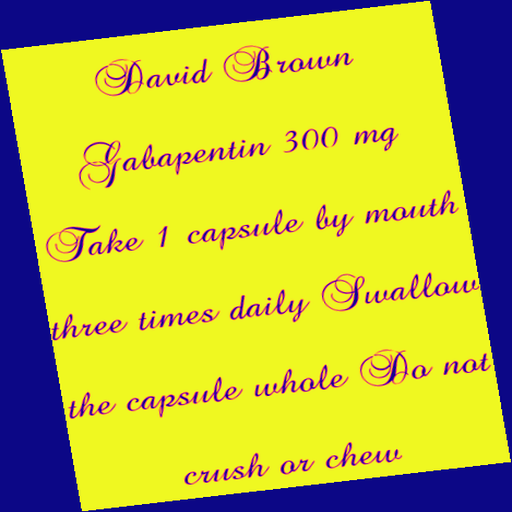 David Brown
Gabapentin 300 mg
Take 1 capsule by mouth
three times daily Swallow
the capsule whole Do not
crush or chew